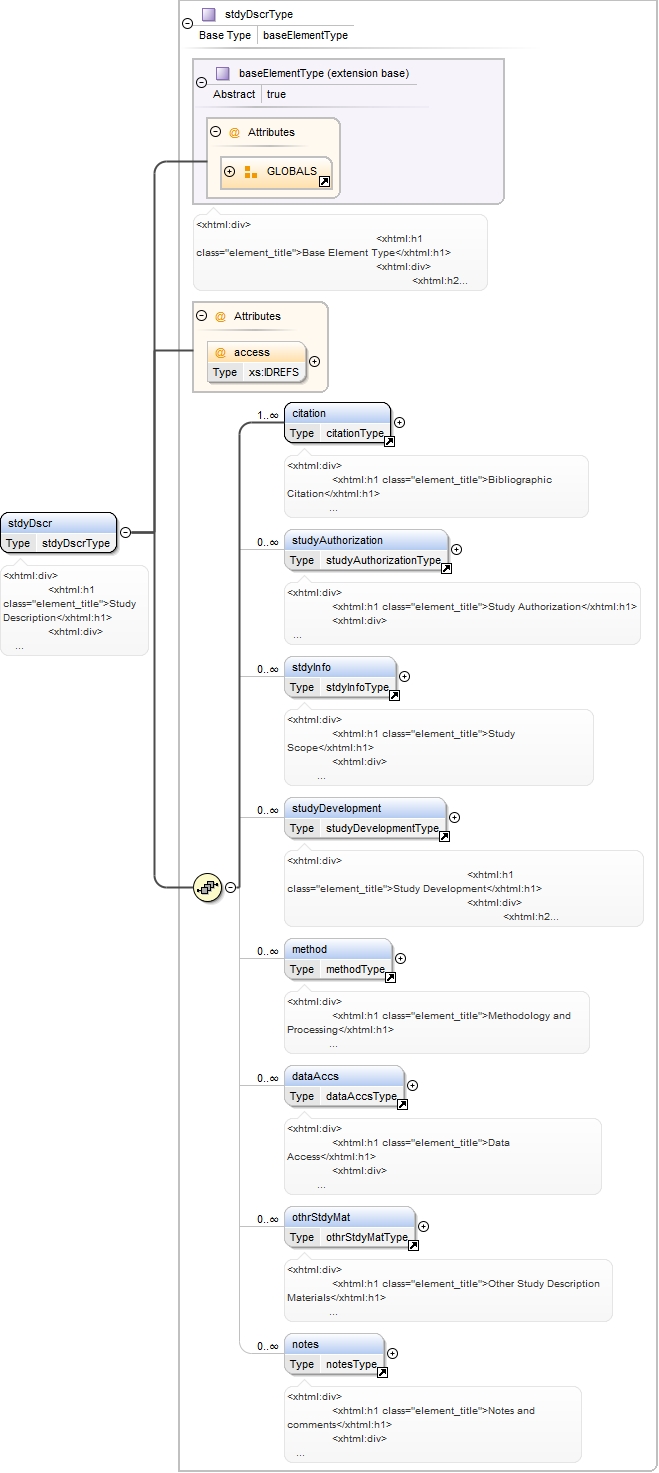 stdyDscrType
Base Type baseElementType
baseElementType (extension base)
Abstract true
@ Attributes
GLOBALS
<xhtml:div>
<xhtml:h1
class="element_title">Base Element Type</xhtml:h1>
<xhtml:div>
<xhtml:h2...
@ Attributes
@ access
Type xs:IDREFS
1..∞ citation
Type citationType
<xhtml:div>
<xhtml:h1 class="element_title">Bibliographic
Citation</xhtml:h1>
...
stdyDscr
Type stdyDscrType
<xhtml:div>
<xhtml:h1
class="element_title">Study
Description</xhtml:h1>
<xhtml:div>
...
0..∞ studyAuthorization
Type studyAuthorizationType
<xhtml:div>
<xhtml:h1 class="element_title">Study Authorization</xhtml:h1>
<xhtml:div>
...
0..∞ stdyInfo
Type stdyInfoType
<xhtml:div>
<xhtml:h1 class="element_title">Study
Scope</xhtml:h1>
<xhtml:div>
...
0..∞ studyDevelopment
Type studyDevelopmentType
<xhtml:div>
<xhtml:h1
class="element_title">Study Development</xhtml:h1>
<xhtml:div>
<xhtml:h2...
0..∞ method
Type methodType
<xhtml:div>
<xhtml:h1 class="element_title">Methodology and
Processing</xhtml:h1>
...
0..∞ dataAccs
Type dataAccsType
<xhtml:div>
<xhtml:h1 class="element_title">Data
Access</xhtml:h1>
<xhtml:div>
...
0..∞ othrStdyMat
Type othrStdyMatType
<xhtml:div>
<xhtml:h1 class="element_title">Other Study Description
Materials</xhtml:h1>
...
0..∞ notes
Type notesType
<xhtml:div>
<xhtml:h1 class="element_title">Notes and
comments</xhtml:h1>
<xhtml:div>
...